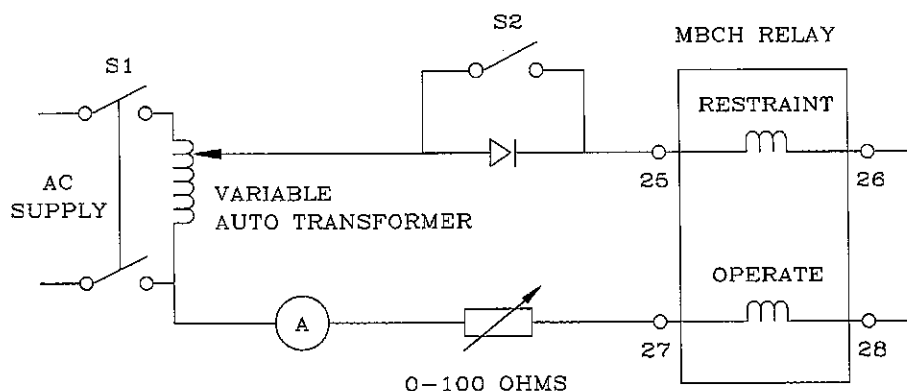 S2
MBCH RELAY
S1
RESTRAINT
25
26
AC
SUPPLY
VARIABLE
AUTO TRANSFORMER
OPERATE
A
27
28
0-100 OHMS